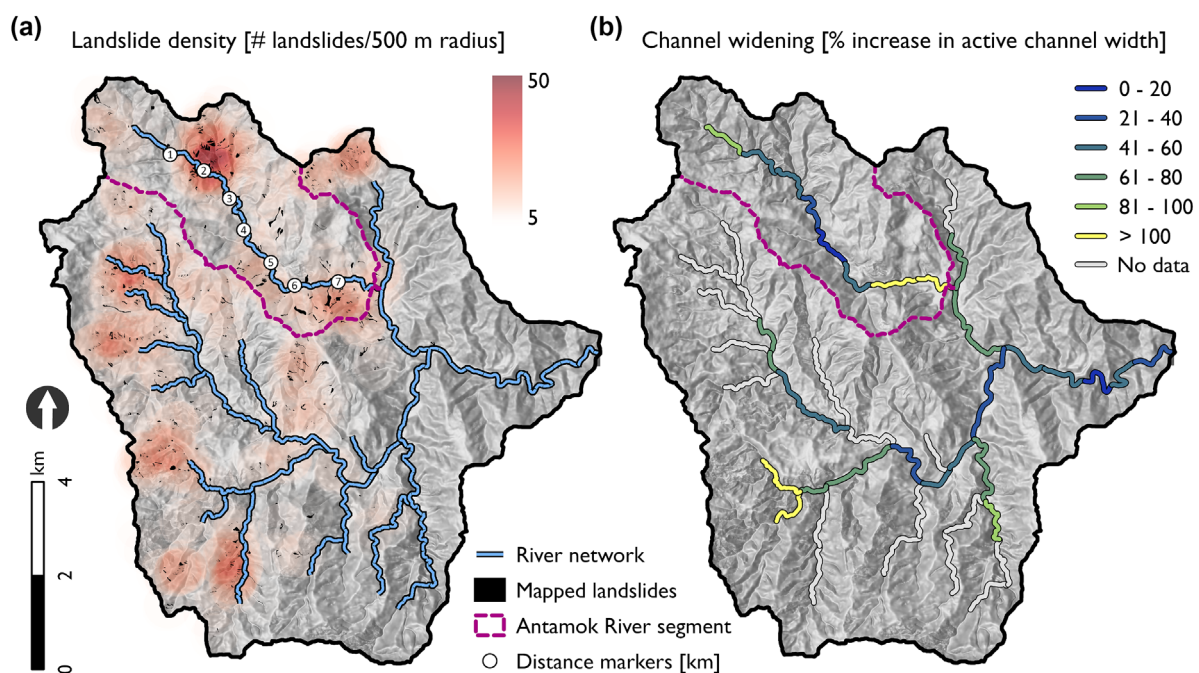 (a)
Landslide density [# landslides/500 m radius]
50
5
1
2
3
4
5
6
7
km
4
2
0
River network
Mapped landslides
Antamok River segment
Distance markers [km]
(b)
Channel widening [% increase in active channel width]
0 - 20
21 - 40
41 - 60
61 - 80
81 - 100
> 100
No data